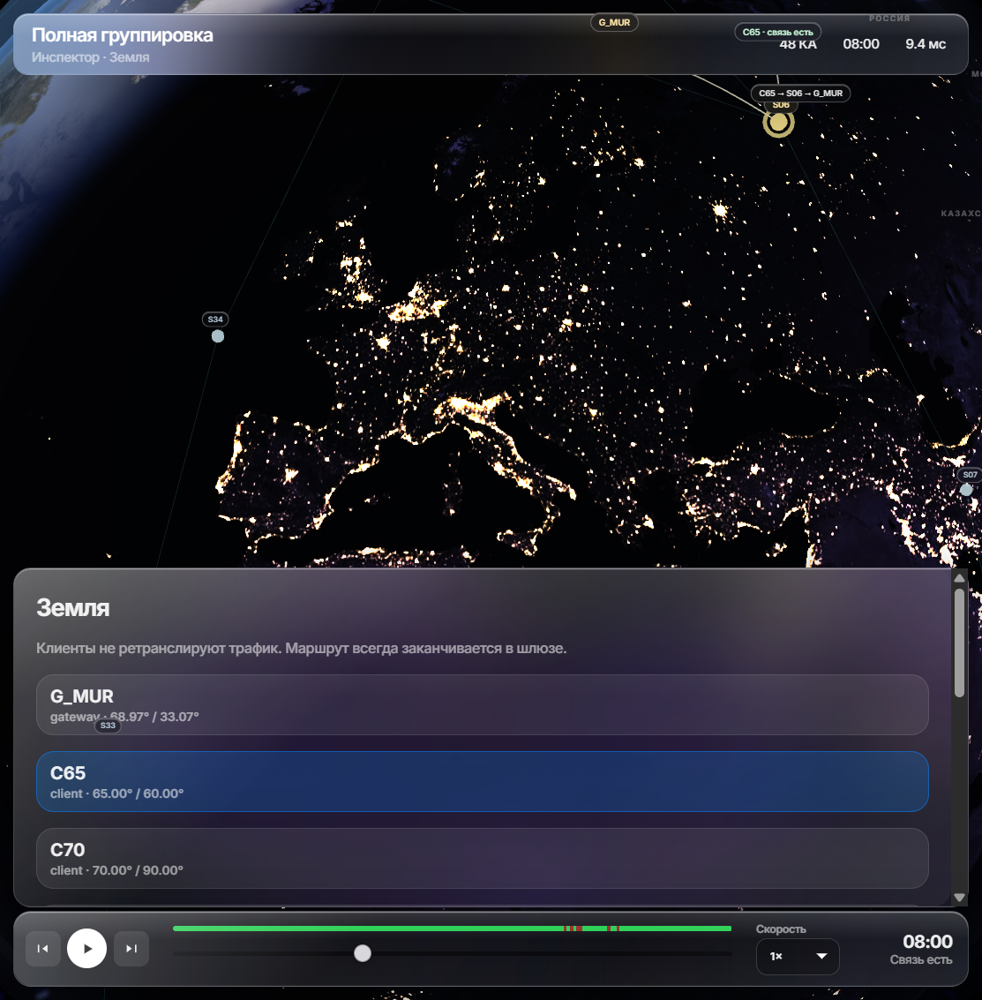 РОССИЯ
G_MUR
C65 · связь есть
Полная группировка
48 КА
08:00
9.4 мс
Инспектор · Земля
C65 → S06 → G_MUR
S06
S34
S07
Земля
Клиенты не ретранслируют трафик. Маршрут всегда заканчивается в шлюзе.
G_MUR
gateway · 68.97° / 33.07°
S33
C65
client · 65.00° / 60.00°
C70
client · 70.00° / 90.00°
Скорость
1×
08:00
Связь есть